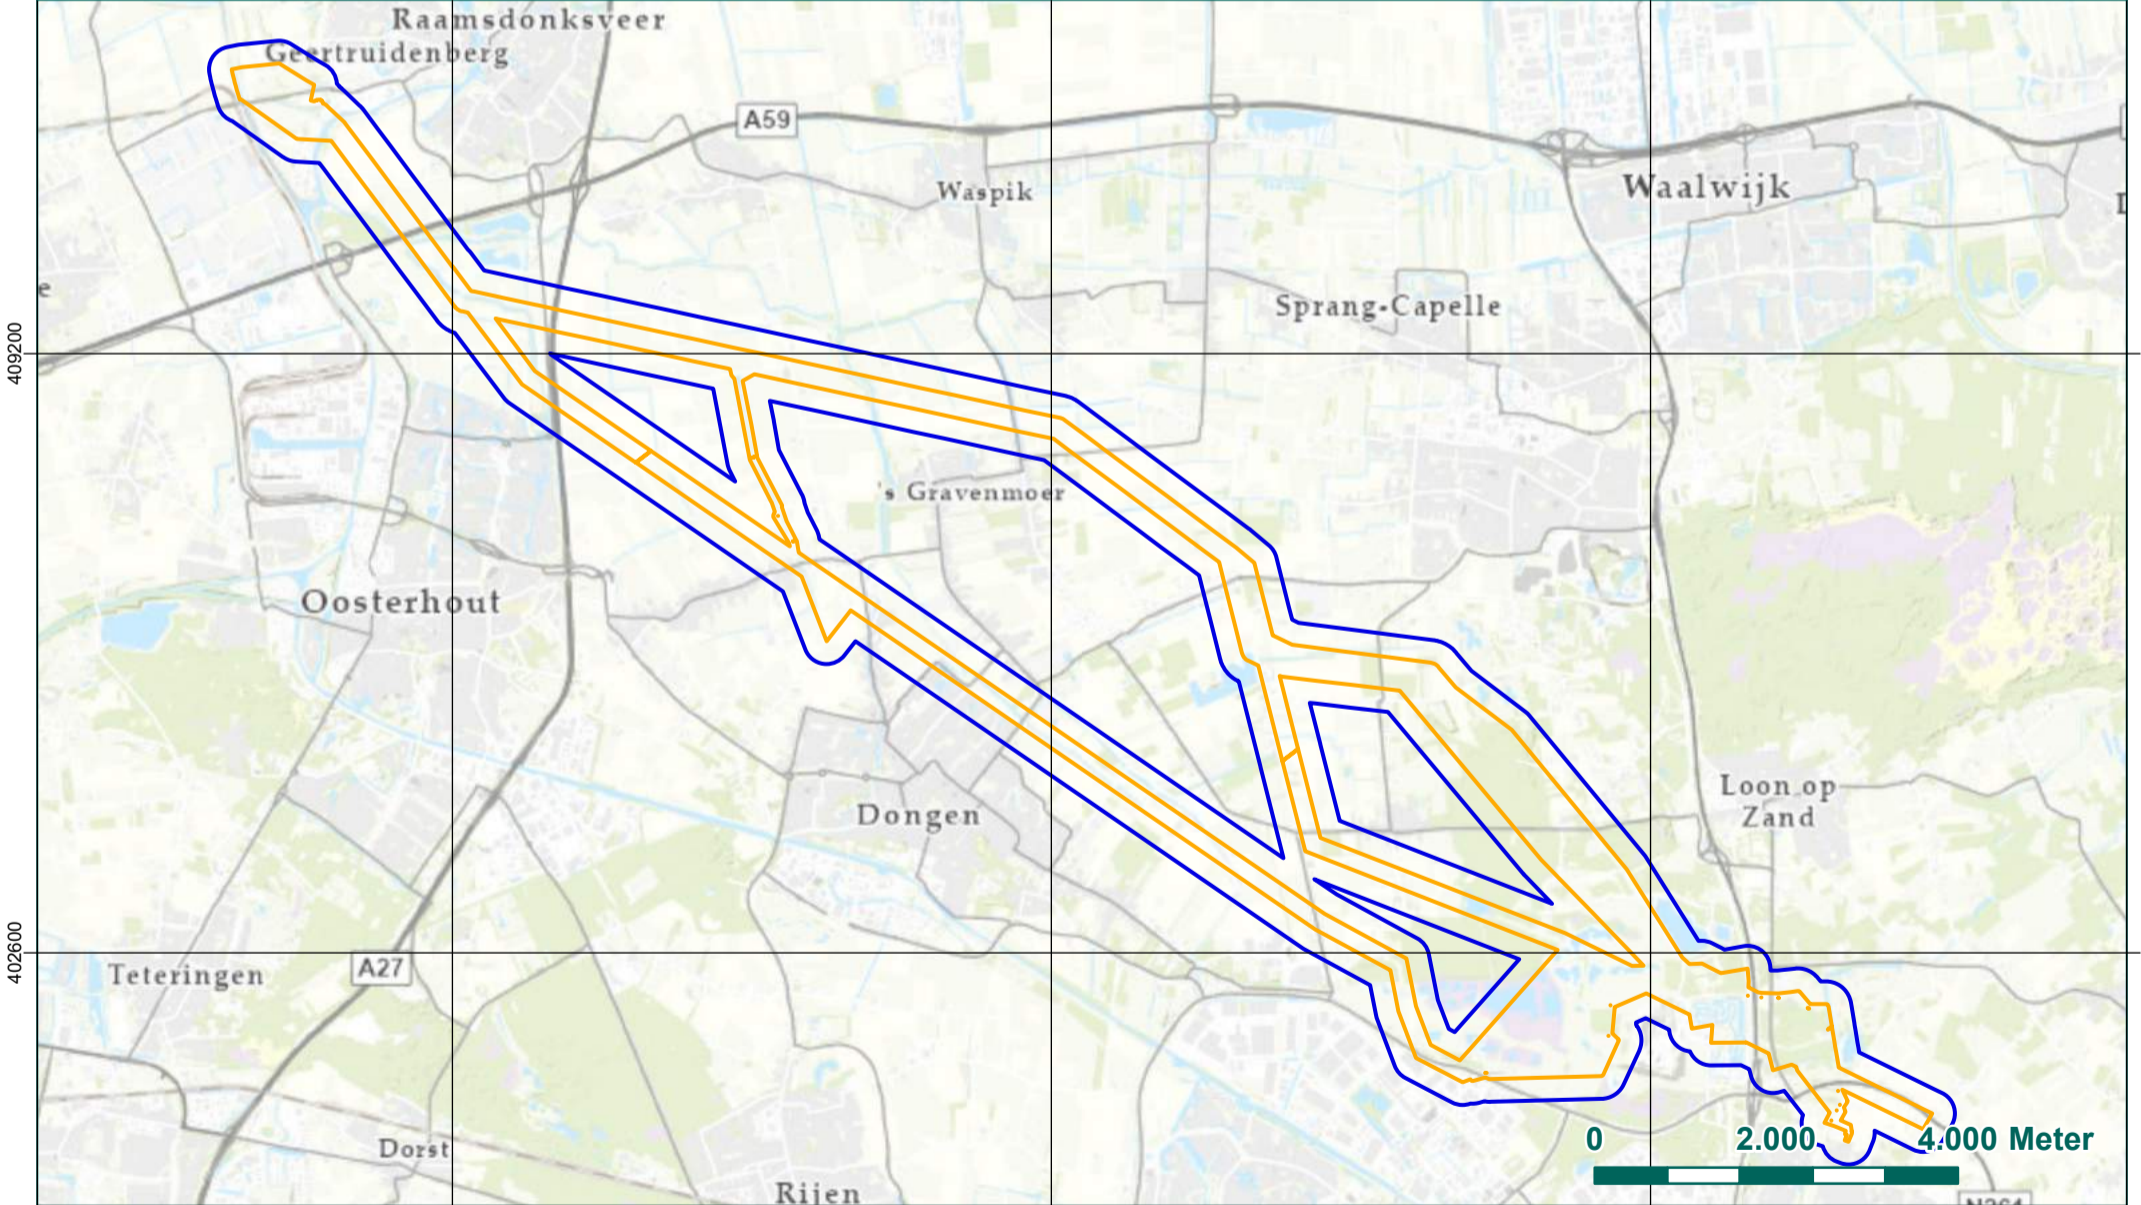 Raamsdonksveer
Geertruidenberg
A59
Waspik
Waalwijk
e
Sprang-Capelle
409200
's Gravenmoer
Oosterhout
Loon op
Zand
Dongen
402600
Teteringen
A27
0 2.000 4.000 Meter
Dorst
Rijen